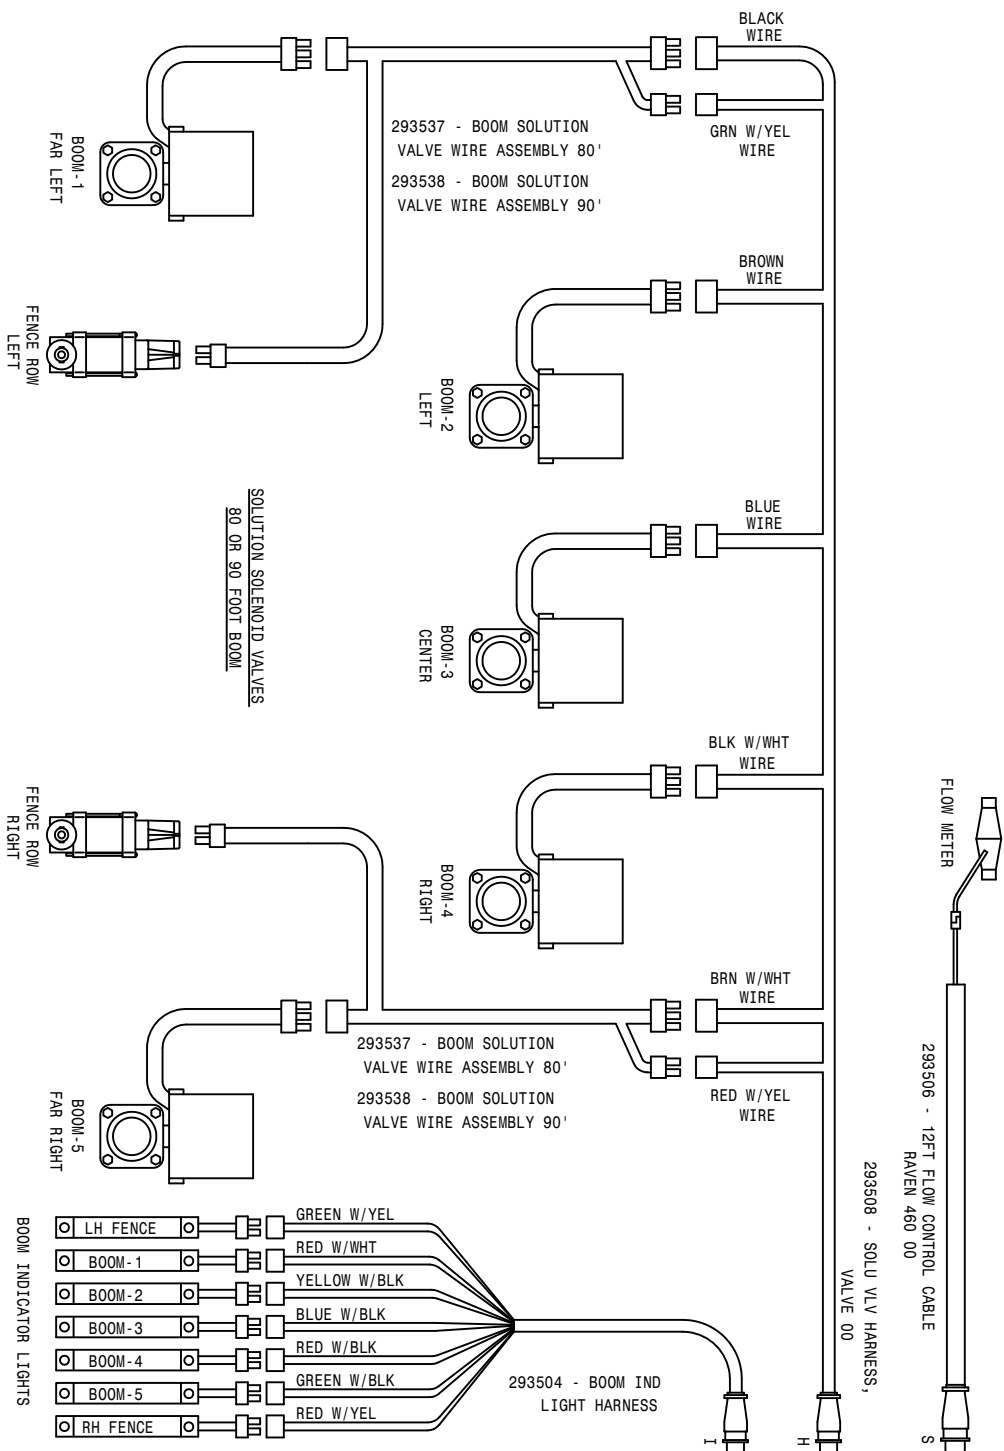 BLACK
WIRE
GRN W/YEL
WIRE
293537 - BOOM SOLUTION
VALVE WIRE ASSEMBLY 80'
293538 - BOOM SOLUTION
VALVE WIRE ASSEMBLY 90'
BOOM-1
FAR LEFT
BROWN
WIRE
FENCE ROW
LEFT
BOOM-2
LEFT
BLUE
WIRE
SOLUTION SOLENOID VALVES
80 OR 90 FOOT BOOM
BOOM-3
CENTER
BLK W/WHT
WIRE
FLOW METER
FENCE ROW
RIGHT
BOOM-4
RIGHT
BRN W/WHT
WIRE
293537 - BOOM SOLUTION
VALVE WIRE ASSEMBLY 80'
293538 - BOOM SOLUTION
VALVE WIRE ASSEMBLY 90'
RED W/YEL
WIRE
293506 - 12FT FLOW CONTROL CABLE
RAVEN 460 00
BOOM-5
FAR RIGHT
293508 - SOLU VLV HARNESS,
VALVE 00
BOOM INDICATOR LIGHTS
LH FENCE
GREEN W/YEL
BOOM-1
RED W/WHT
BOOM-2
YELLOW W/BLK
BOOM-3
BLUE W/BLK
BOOM-4
RED W/BLK
BOOM-5
GREEN W/BLK
RH FENCE
RED W/YEL
293504 - BOOM IND
LIGHT HARNESS
I
H
S